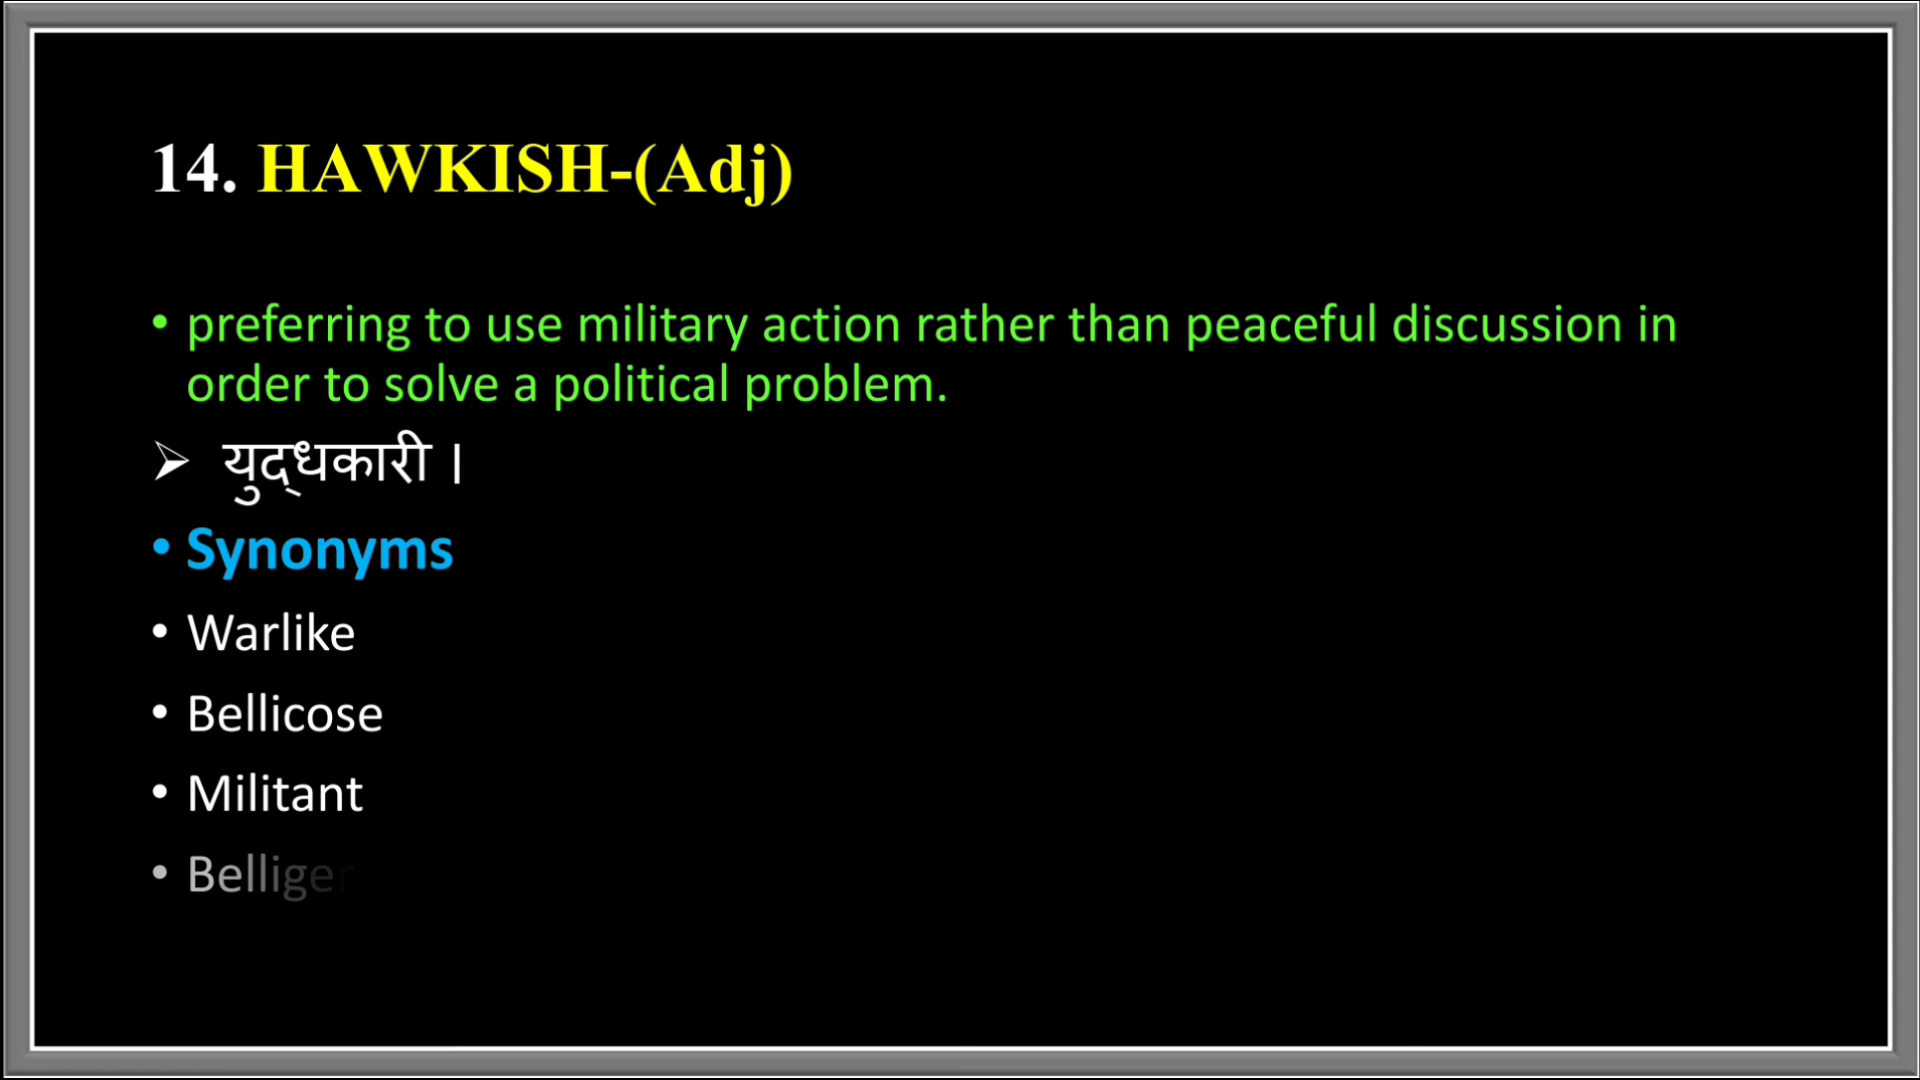 14. HAWKISH-(Adj)
• preferring to use military action rather than peaceful discussion in
order to solve a political problem.
➢ युद्धकारी ।
• Synonyms
• Warlike
• Bellicose
• Militant
• Belliger